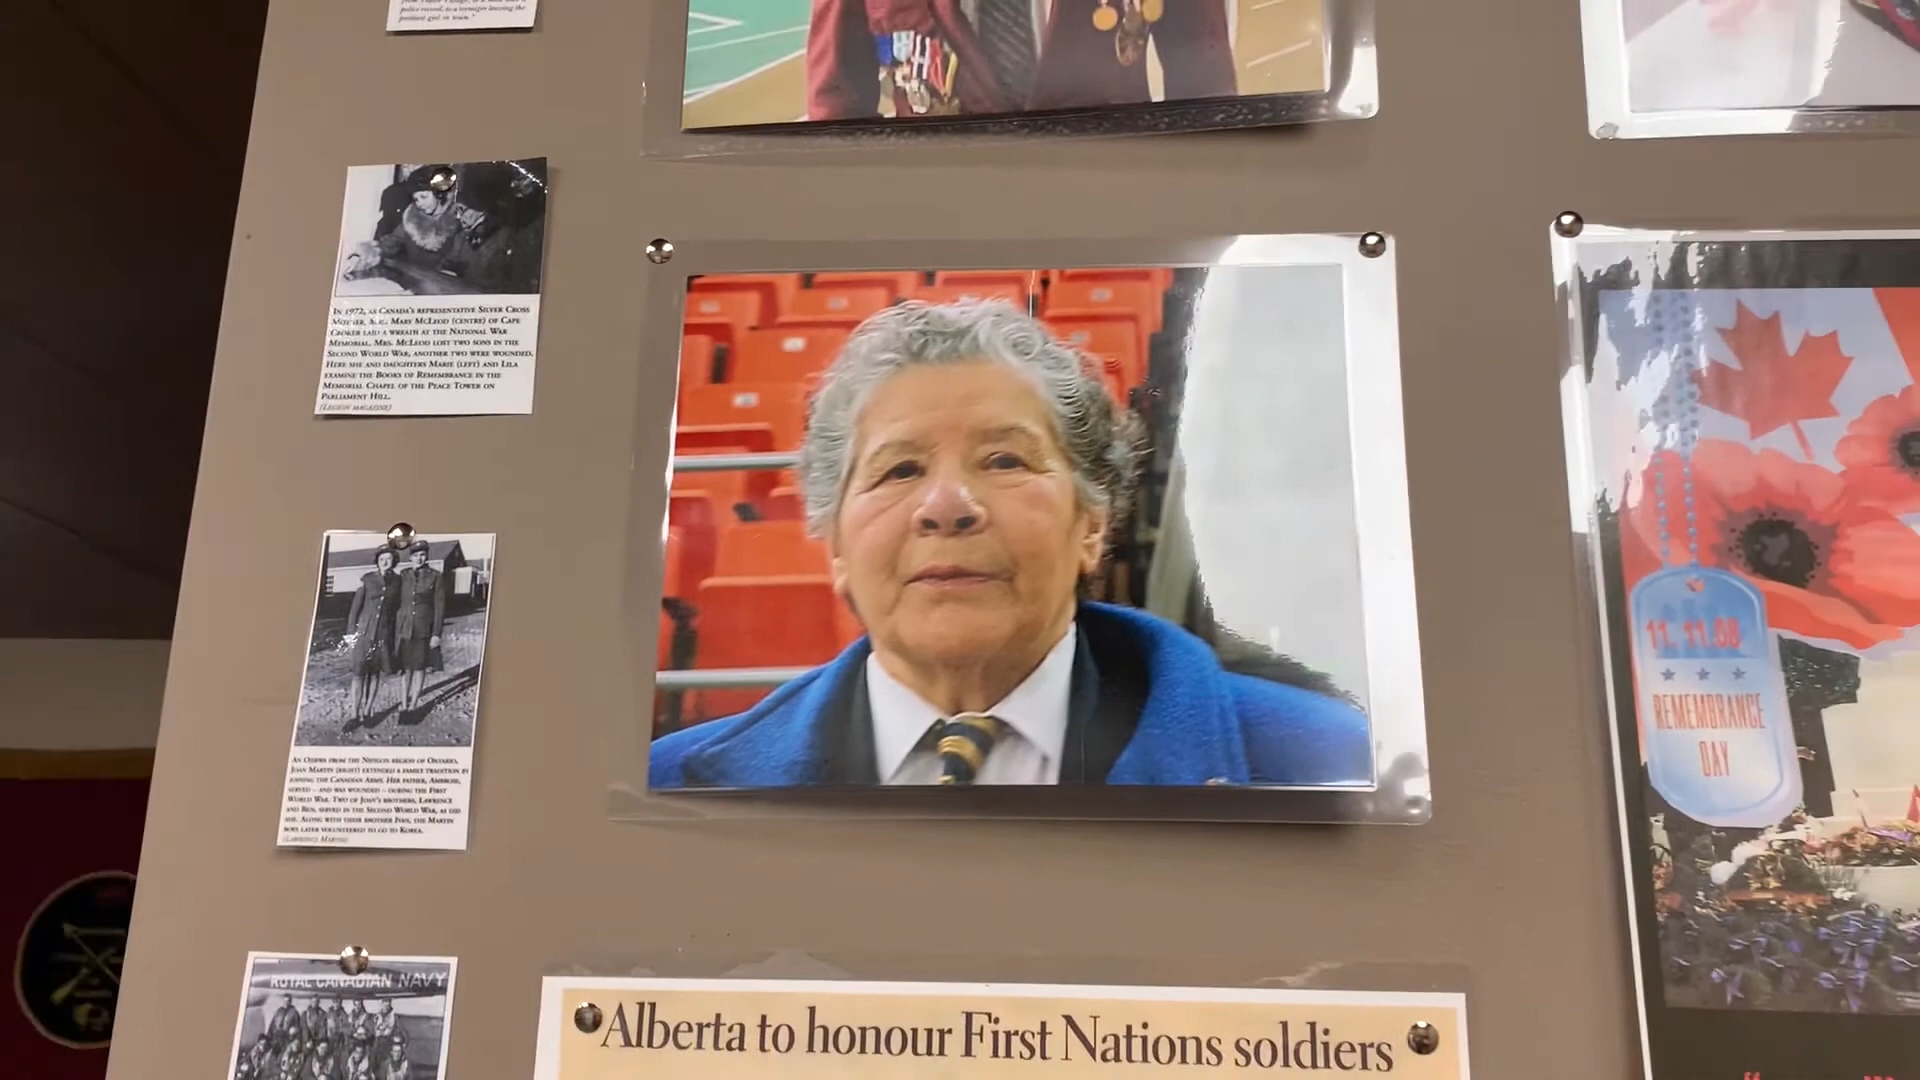 police record, to a teenager leaving the
prettiest girl in town."
In 1972, as Canada's representative Silver Cross
Mother, Mrs. Mary McLeod (centre) of Cape
Croker laid a wreath at the National War
Memorial. Mrs. McLeod lost two sons in the
Second World War, another two were wounded.
Here she and daughters Marie (left) and Lila
examine the Books of Remembrance in the
Memorial Chapel of the Peace Tower on
Parliament Hill.
(Legion Magazine)
An Ojibwa from the Nipigon region of Ontario,
Joan Martin (right) extended a family tradition by
joining the Canadian Army. Her father, Ambrose,
served – and was wounded – during the First
World War. Two of Joan's brothers, Lawrence
and Ben, served in the Second World War, as did
she. Along with their brother Ivan, the Martin
boys later volunteered to go to Korea.
(Lawrence Martin)
ROYAL CANADIAN NAVY
Alberta to honour First Nations soldiers
11.11.08
REMEMBRANCE
DAY